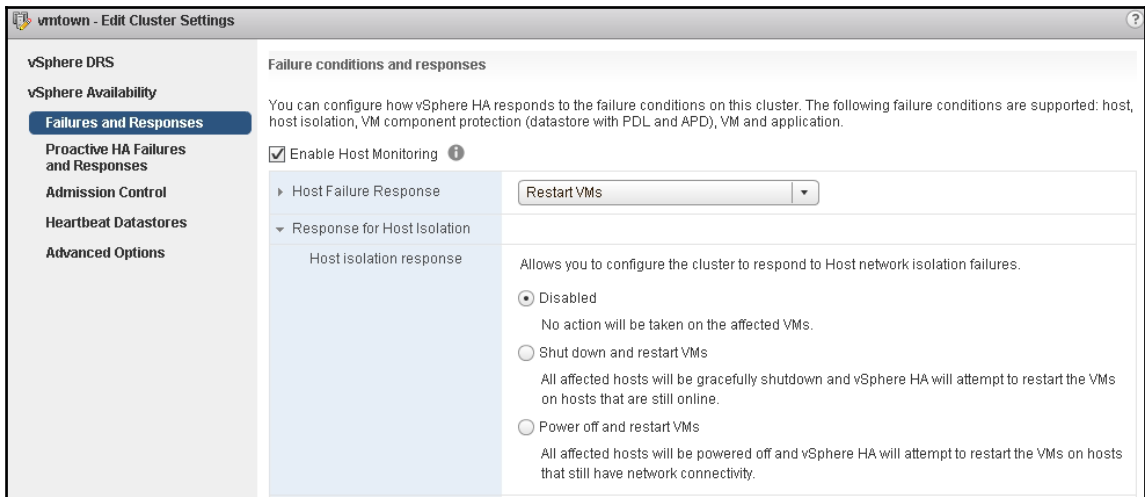 vmtown - Edit Cluster Settings
?
vSphere DRS
vSphere Availability
Failures and Responses
Proactive HA Failures
and Responses
Admission Control
Heartbeat Datastores
Advanced Options
Failure conditions and responses
You can configure how vSphere HA responds to the failure conditions on this cluster. The following failure conditions are supported: host,
host isolation, VM component protection (datastore with PDL and APD), VM and application.
Enable Host Monitoring
Host Failure Response
Restart VMs
Response for Host Isolation
Host isolation response
Allows you to configure the cluster to respond to Host network isolation failures.
Disabled
No action will be taken on the affected VMs.
Shut down and restart VMs
All affected hosts will be gracefully shutdown and vSphere HA will attempt to restart the VMs
on hosts that are still online.
Power off and restart VMs
All affected hosts will be powered off and vSphere HA will attempt to restart the VMs on hosts
that still have network connectivity.